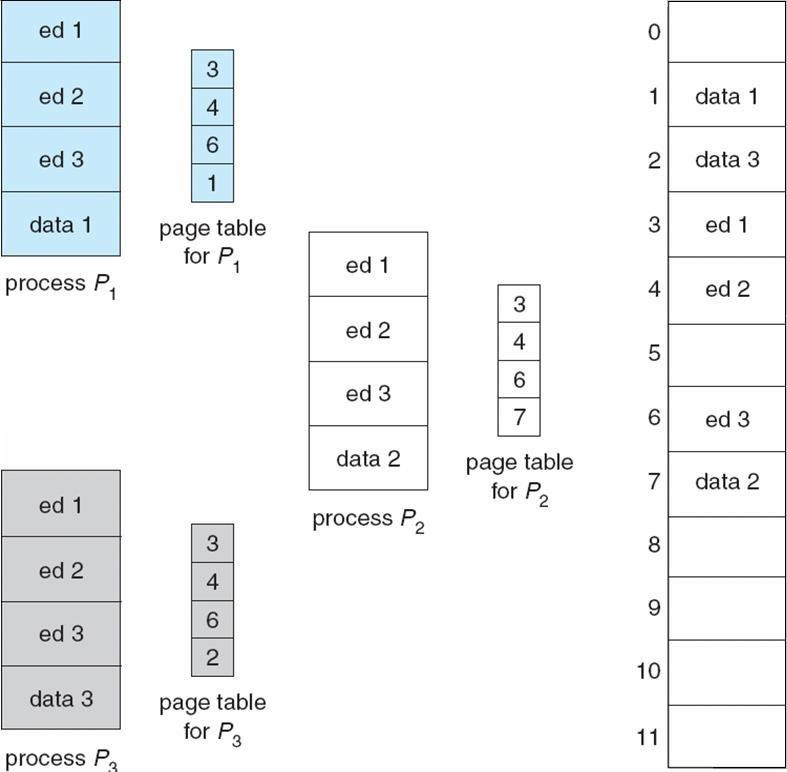 ed 1
ed 2
ed 3
data 1
process P1
3
4
6
1
page table
for P1
ed 1
ed 2
ed 3
data 2
process P2
3
4
6
7
page table
for P2
ed 1
ed 2
ed 3
data 3
process P3
3
4
6
2
page table
for P3
0
1 data 1
2 data 3
3 ed 1
4 ed 2
5
6 ed 3
7 data 2
8
9
10
11